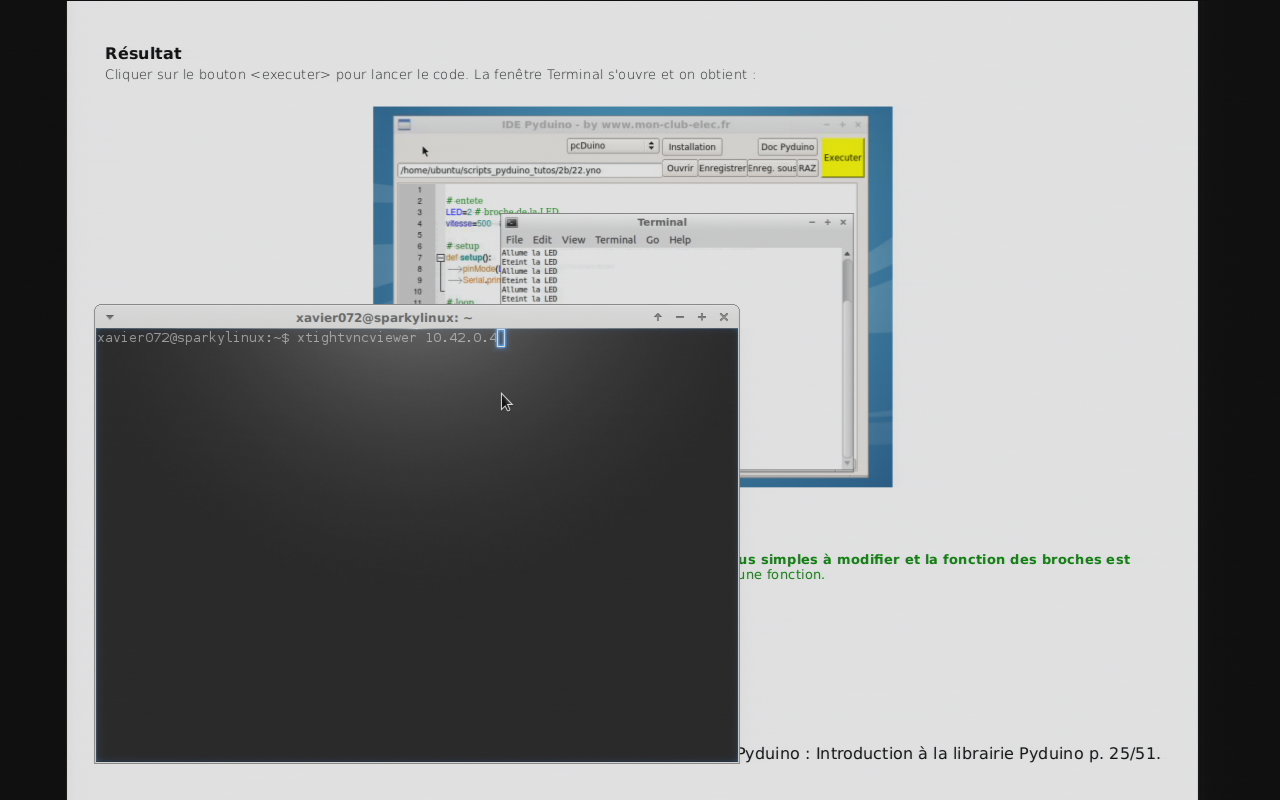 Résultat
Cliquer sur le bouton <executer> pour lancer le code. La fenêtre Terminal s'ouvre et on obtient :
IDE Pyduino - by www.mon-club-elec.fr
pcDuino Installation Doc Pyduino Executer
/home/ubuntu/scripts_pyduino_tutos/2b/22.yno Ouvrir Enregistrer Enreg. sous RAZ
1
2 # entete
3 LED=2 # broche de la LED
4 vitesse=500
5
6 # setup
7 def setup():
8 pinMode(
9 Serial.prin
10
11 # loop
Terminal
File Edit View Terminal Go Help
Allume la LED
Eteint la LED
Allume la LED
Eteint la LED
Allume la LED
Eteint la LED
xavier072@sparkylinux: ~
xavier072@sparkylinux:~$ xtightvncviewer 10.42.0.4
us simples à modifier et la fonction des broches est
une fonction.
Pyduino : Introduction à la librairie Pyduino p. 25/51.